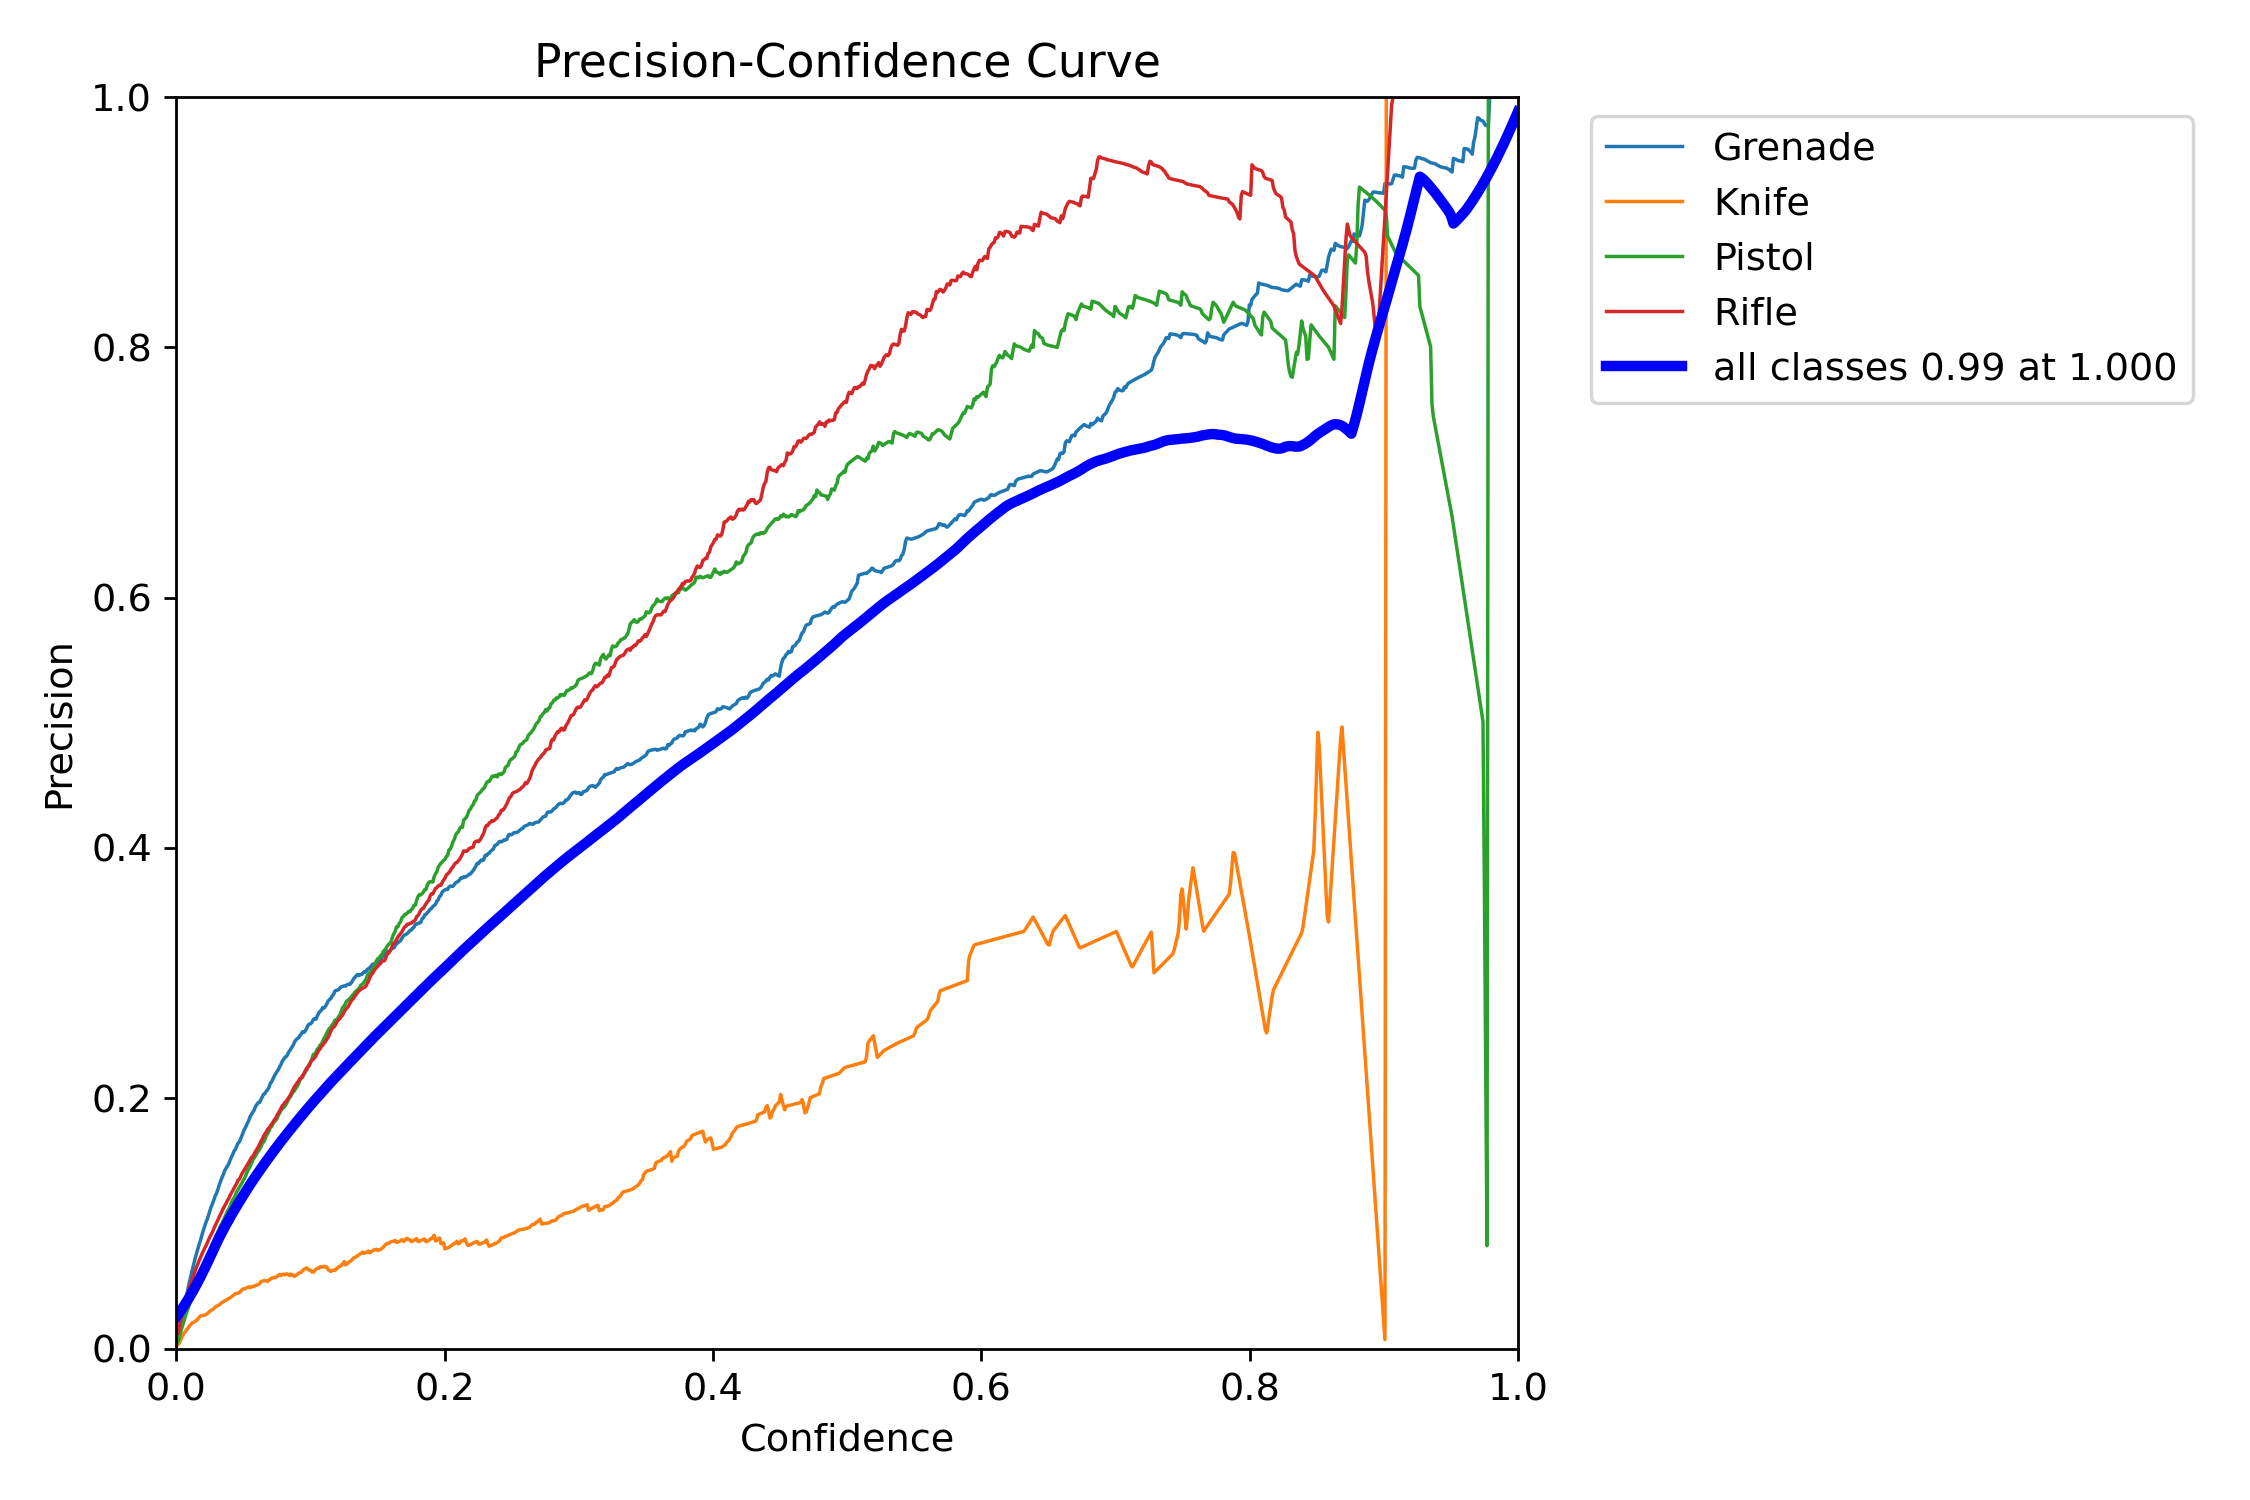 Precision-Confidence Curve
1.0
0.8
0.6
0.4
0.2
0.0
Precision
0.0 0.2 0.4 0.6 0.8 1.0
Confidence
Grenade
Knife
Pistol
Rifle
all classes 0.99 at 1.000